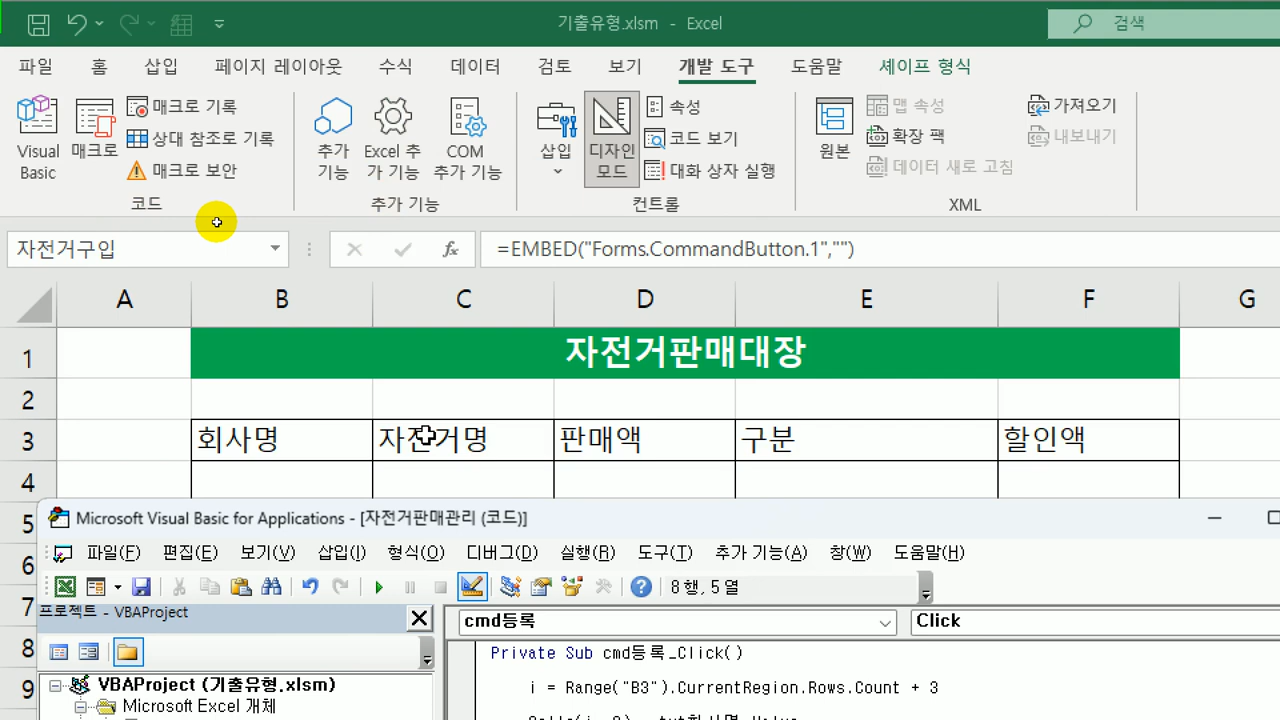 기출유형.xlsm - Excel
검색
파일 홈 삽입 페이지 레이아웃 수식 데이터 검토 보기 개발 도구 도움말 셰이프 형식
Visual Basic
매크로
매크로 기록
상대 참조로 기록
매크로 보안
코드
추가 기능
Excel 추가 기능
COM 추가 기능
추가 기능
삽입
디자인 모드
속성
코드 보기
대화 상자 실행
컨트롤
원본
맵 속성
확장 팩
데이터 새로 고침
가져오기
내보내기
XML
자전거구입
fx
=EMBED("Forms.CommandButton.1","")
A B C D E F G
1 자전거판매대장
2
3 회사명 자전거명 판매액 구분 할인액
4
5
6
7
8
9
Microsoft Visual Basic for Applications - [자전거판매관리 (코드)]
파일(F) 편집(E) 보기(V) 삽입(I) 형식(O) 디버그(D) 실행(R) 도구(T) 추가 기능(A) 창(W) 도움말(H)
8행, 5열
프로젝트 - VBAProject
cmd등록
Click
VBAProject (기출유형.xlsm)
Microsoft Excel 개체
Private Sub cmd등록_Click()
i = Range("B3").CurrentRegion.Rows.Count + 3